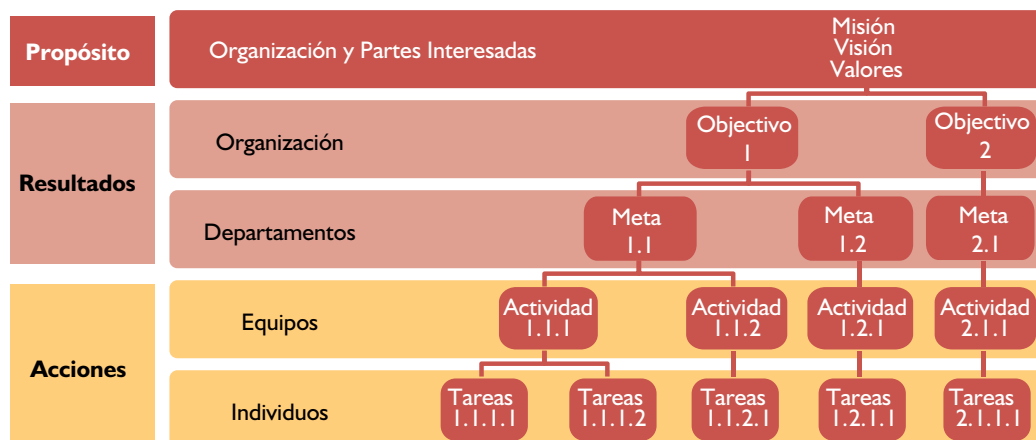 Propósito
Organización y Partes Interesadas
Misión
Visión
Valores
Resultados
Organización
Objectivo
1
Objectivo
2
Departamentos
Meta
1.1
Meta
1.2
Meta
2.1
Acciones
Equipos
Actividad
1.1.1
Actividad
1.1.2
Actividad
1.2.1
Actividad
2.1.1
Individuos
Tareas
1.1.1.1
Tareas
1.1.1.2
Tareas
1.1.2.1
Tareas
1.2.1.1
Tareas
2.1.1.1